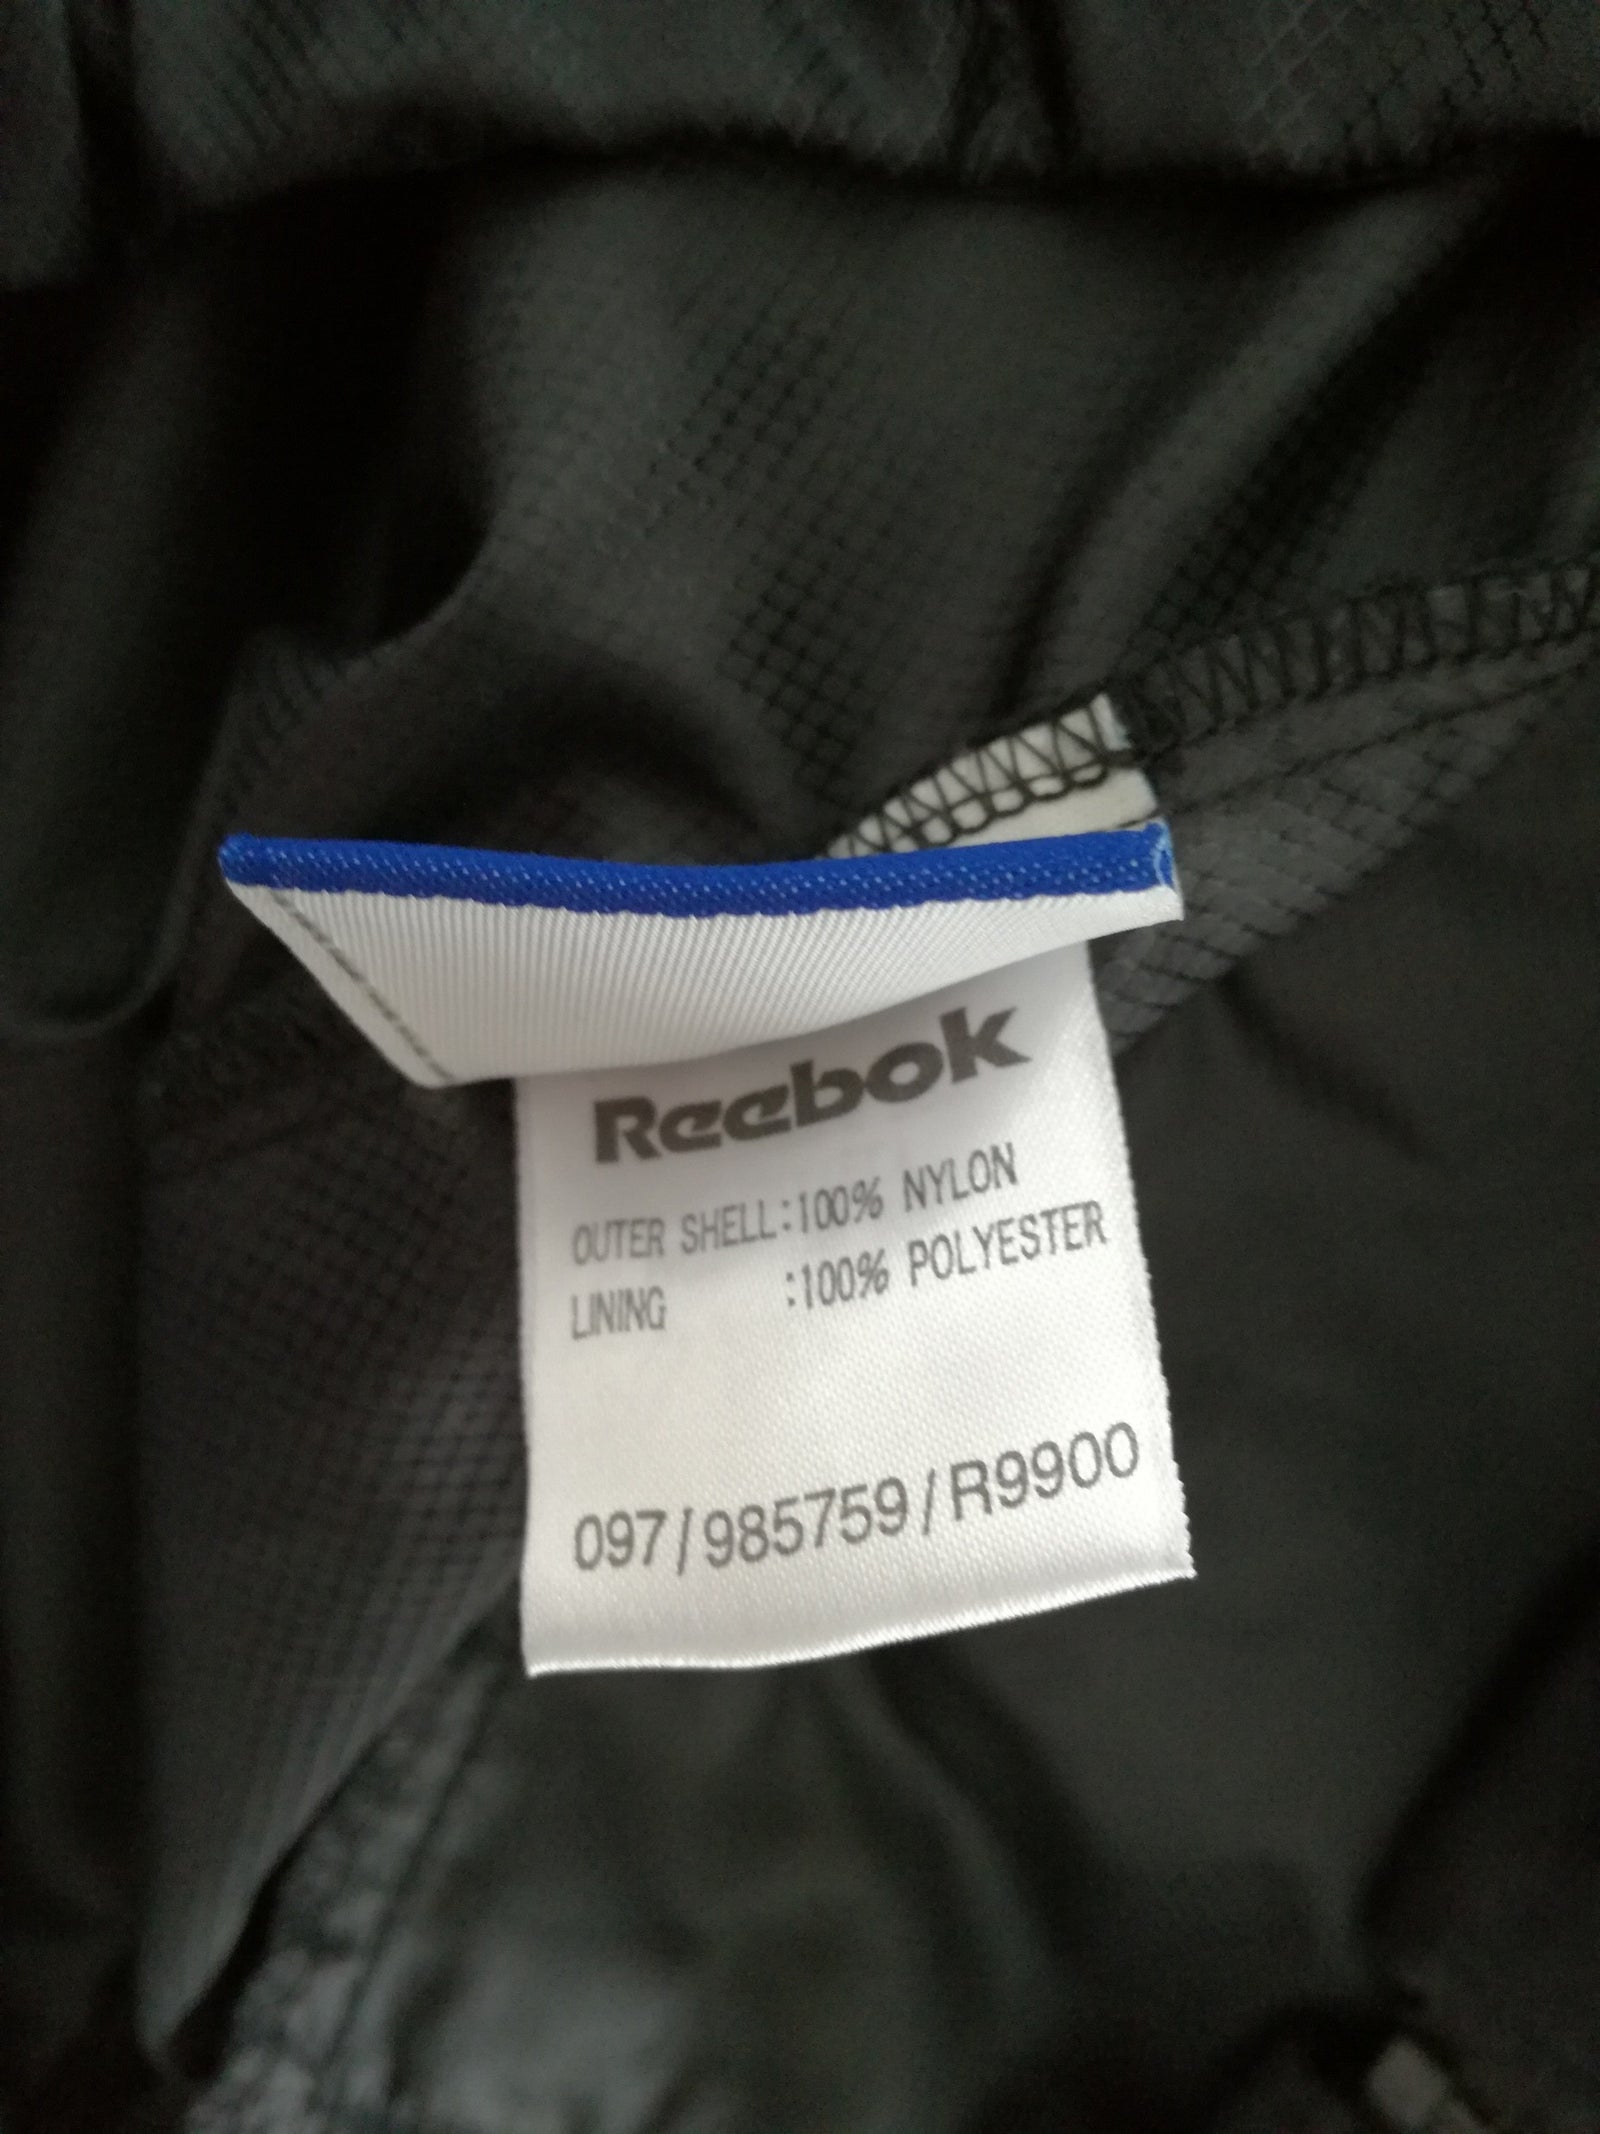 Reebok
OUTER SHELL:100% NYLON
LINING :100% POLYESTER
097/985759/R9900